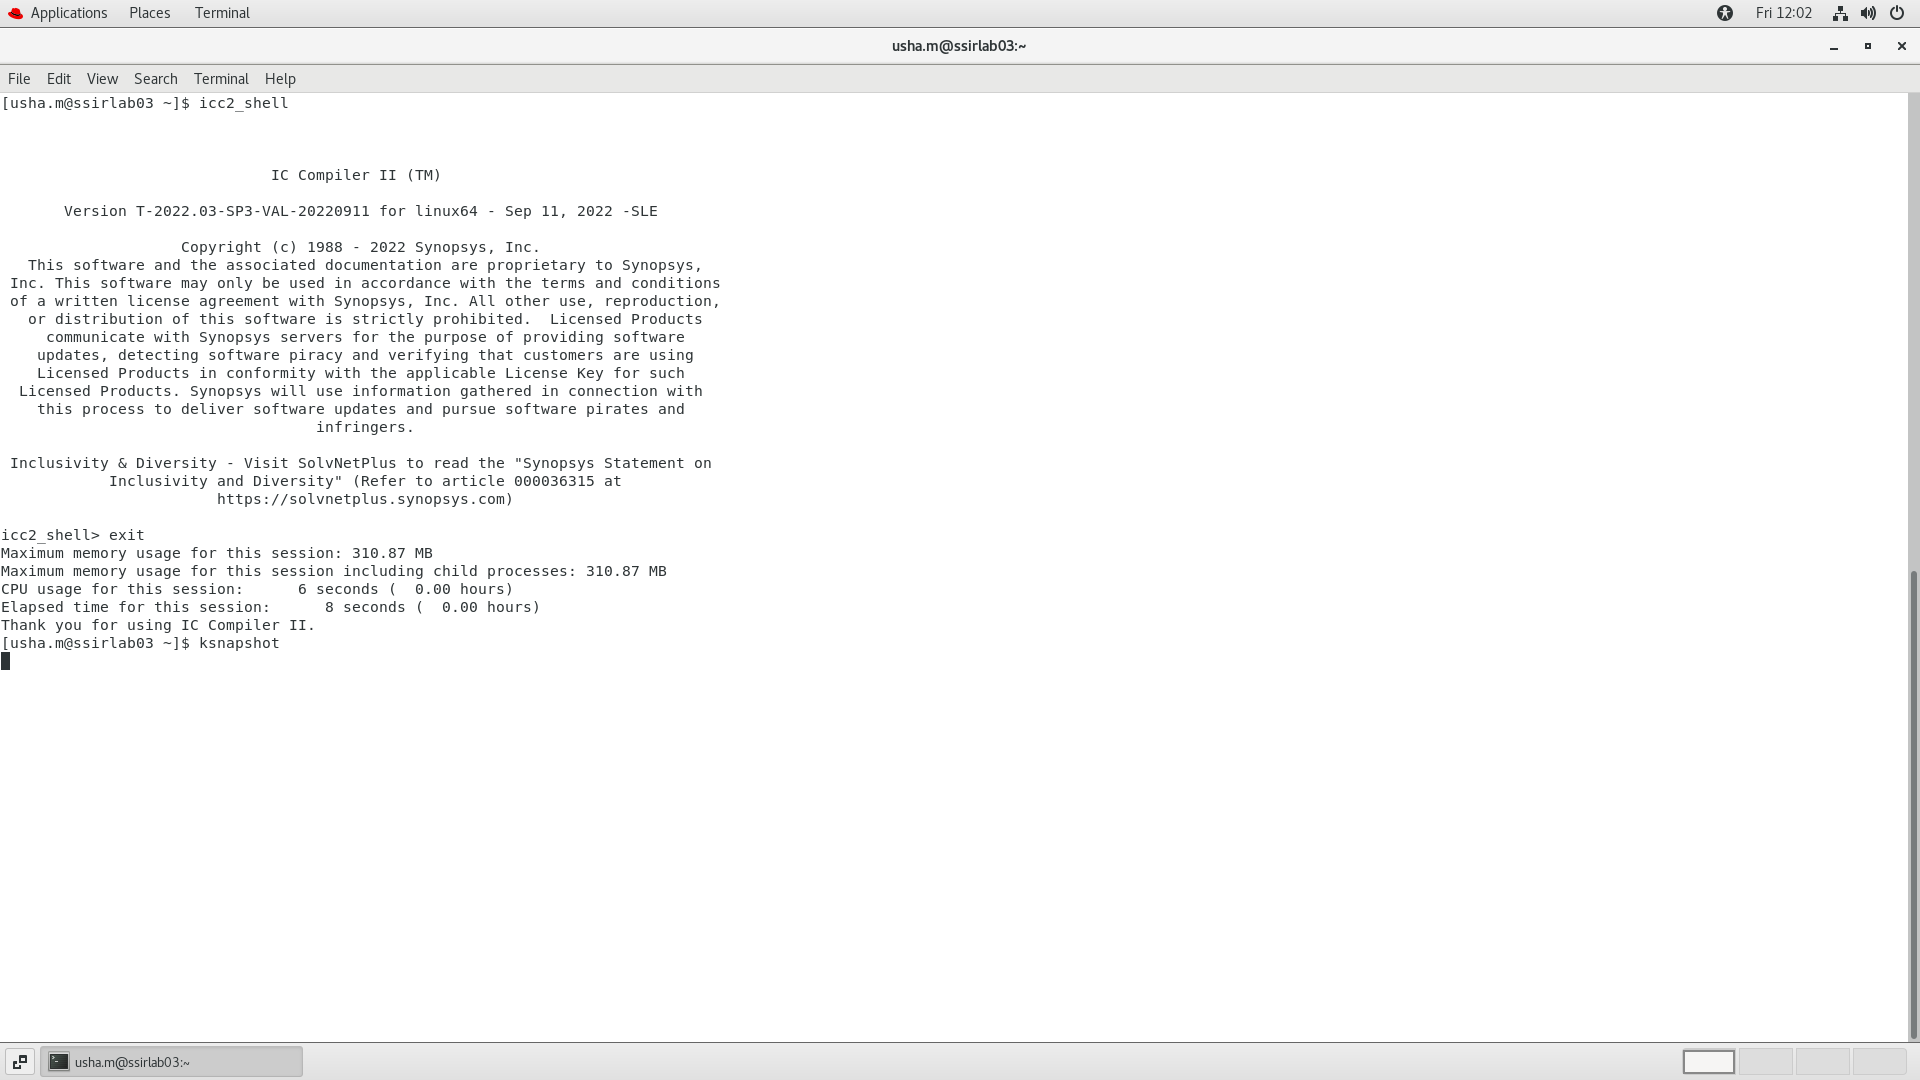 Applications Places Terminal Fri 12:02
usha.m@ssirlab03:~
File Edit View Search Terminal Help
[usha.m@ssirlab03 ~]$ icc2_shell
IC Compiler II (TM)
Version T-2022.03-SP3-VAL-20220911 for linux64 - Sep 11, 2022 -SLE
Copyright (c) 1988 - 2022 Synopsys, Inc.
This software and the associated documentation are proprietary to Synopsys,
Inc. This software may only be used in accordance with the terms and conditions
of a written license agreement with Synopsys, Inc. All other use, reproduction,
or distribution of this software is strictly prohibited.  Licensed Products
communicate with Synopsys servers for the purpose of providing software
updates, detecting software piracy and verifying that customers are using
Licensed Products in conformity with the applicable License Key for such
Licensed Products. Synopsys will use information gathered in connection with
this process to deliver software updates and pursue software pirates and
infringers.
Inclusivity & Diversity - Visit SolvNetPlus to read the "Synopsys Statement on
Inclusivity and Diversity" (Refer to article 000036315 at
https://solvnetplus.synopsys.com)
icc2_shell> exit
Maximum memory usage for this session: 310.87 MB
Maximum memory usage for this session including child processes: 310.87 MB
CPU usage for this session:      6 seconds (  0.00 hours)
Elapsed time for this session:      8 seconds (  0.00 hours)
Thank you for using IC Compiler II.
[usha.m@ssirlab03 ~]$ ksnapshot
usha.m@ssirlab03:~